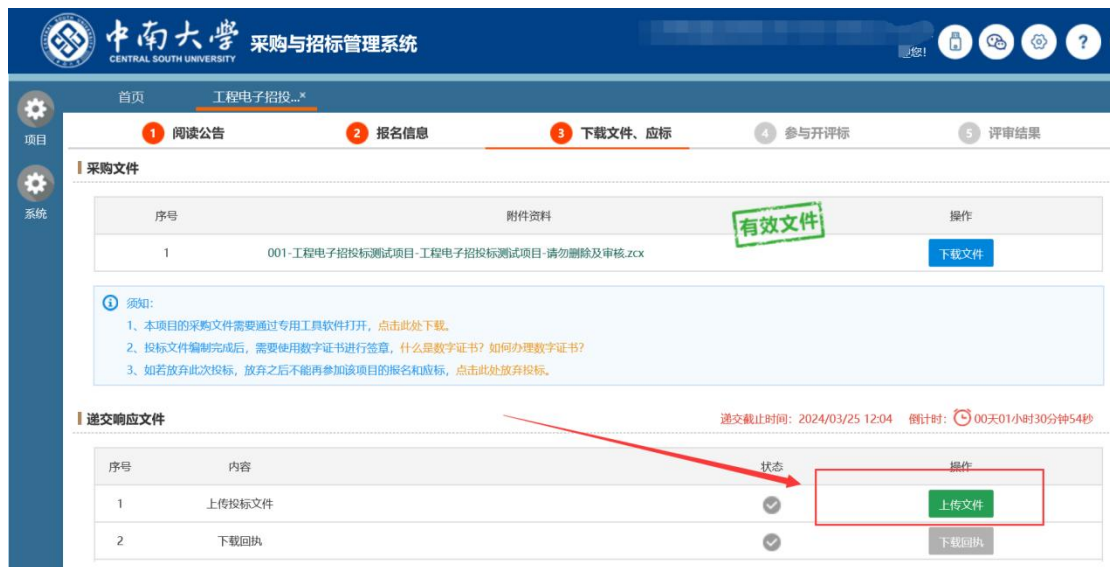 中南大学 采购与招标管理系统
CENTRAL SOUTH UNIVERSITY
您!
?
首页 工程电子招投...×
项目
系统
1 阅读公告 2 报名信息 3 下载文件、应标 4 参与开评标 5 评审结果
采购文件
序号 附件资料 操作
有效文件
1 001-工程电子招投标测试项目-工程电子招投标测试项目-请勿删除及审核.zcx 下载文件
须知:
1、本项目的采购文件需要通过专用工具软件打开，点击此处下载。
2、投标文件编制完成后，需要使用数字证书进行签章，什么是数字证书？如何办理数字证书？
3、如若放弃此次投标，放弃之后不能再参加该项目的报名和应标，点击此处放弃投标。
递交响应文件 递交截止时间：2024/03/25 12:04 倒计时： 00天01小时30分钟54秒
序号 内容 状态 操作
1 上传投标文件 上传文件
2 下载回执 下载回执